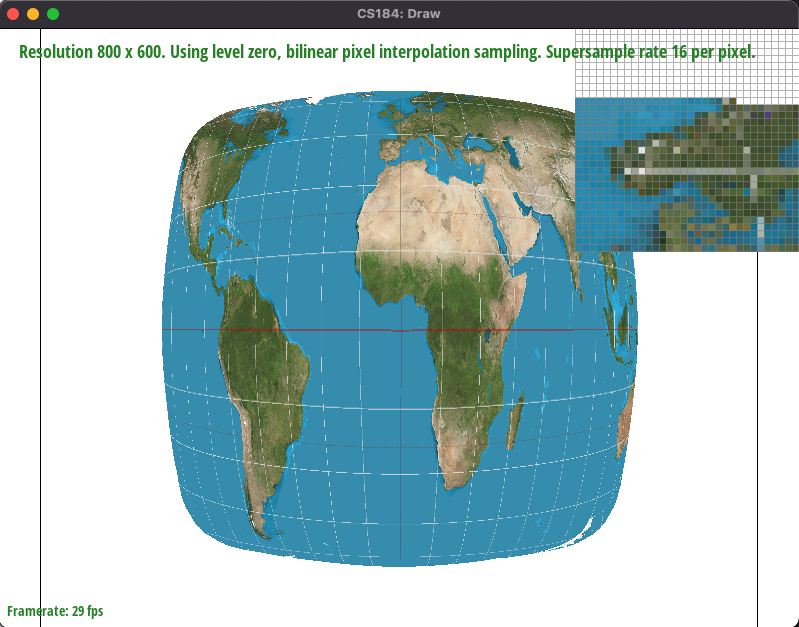 CS184: Draw
Resolution 800 x 600. Using level zero, bilinear pixel interpolation sampling. Supersample rate 16 per pixel.
Framerate: 29 fps